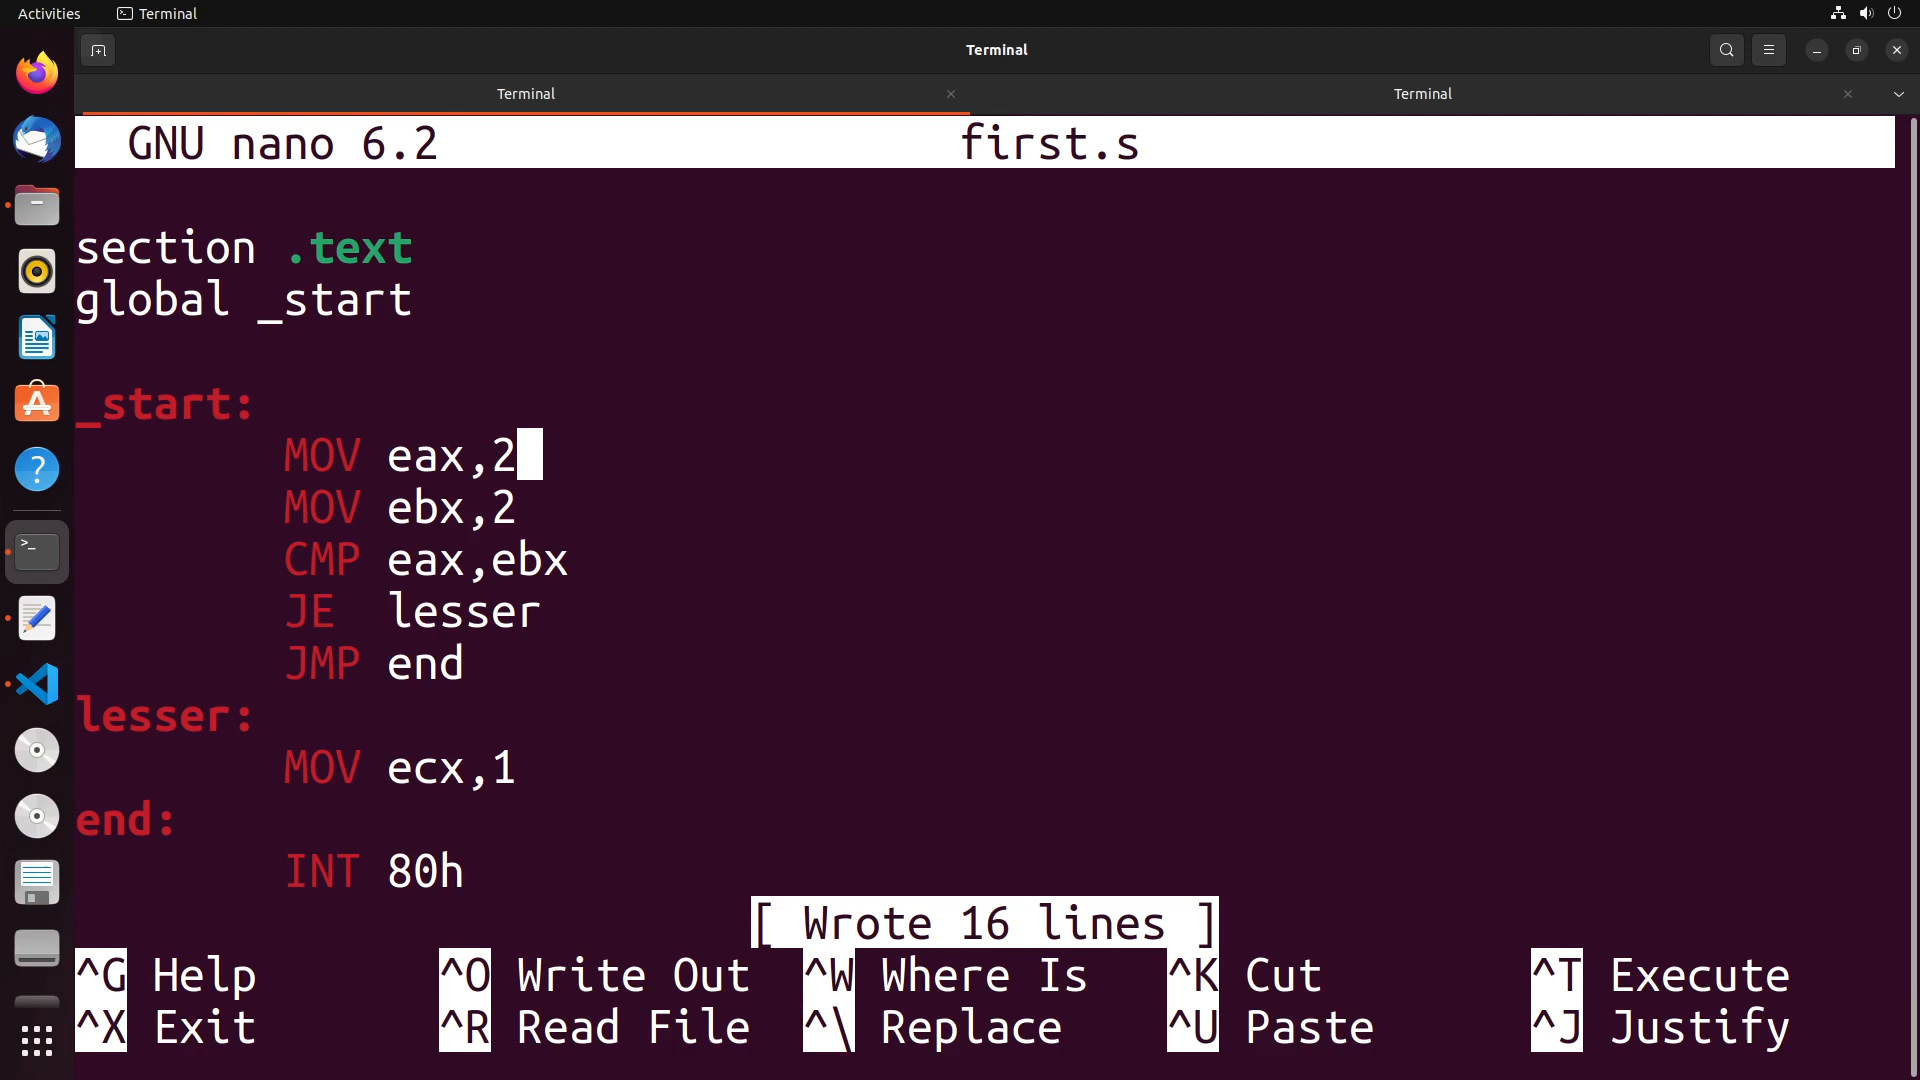 Activities Terminal
Terminal
Terminal Terminal
GNU nano 6.2 first.s
section .text
global _start
_start:
MOV eax,2
MOV ebx,2
CMP eax,ebx
JE lesser
JMP end
lesser:
MOV ecx,1
end:
INT 80h
[ Wrote 16 lines ]
^G Help ^O Write Out ^W Where Is ^K Cut ^T Execute
^X Exit ^R Read File ^\ Replace ^U Paste ^J Justify